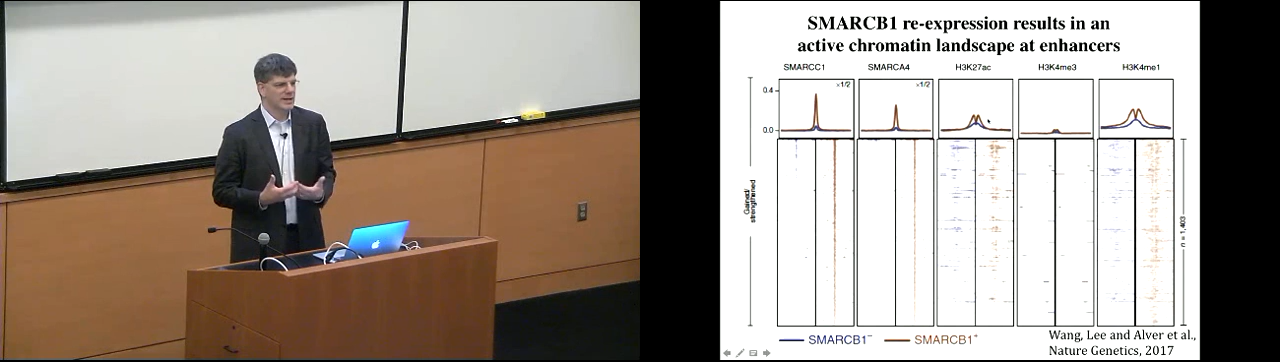 SMARCB1 re-expression results in an
active chromatin landscape at enhancers
SMARCC1 SMARCA4 H3K27ac H3K4me3 H3K4me1
×1/2 ×1/2
0.4
0.0
Gained/
strengthened
n = 1,403
SMARCB1⁻ SMARCB1⁺
Wang, Lee and Alver et al.,
Nature Genetics, 2017